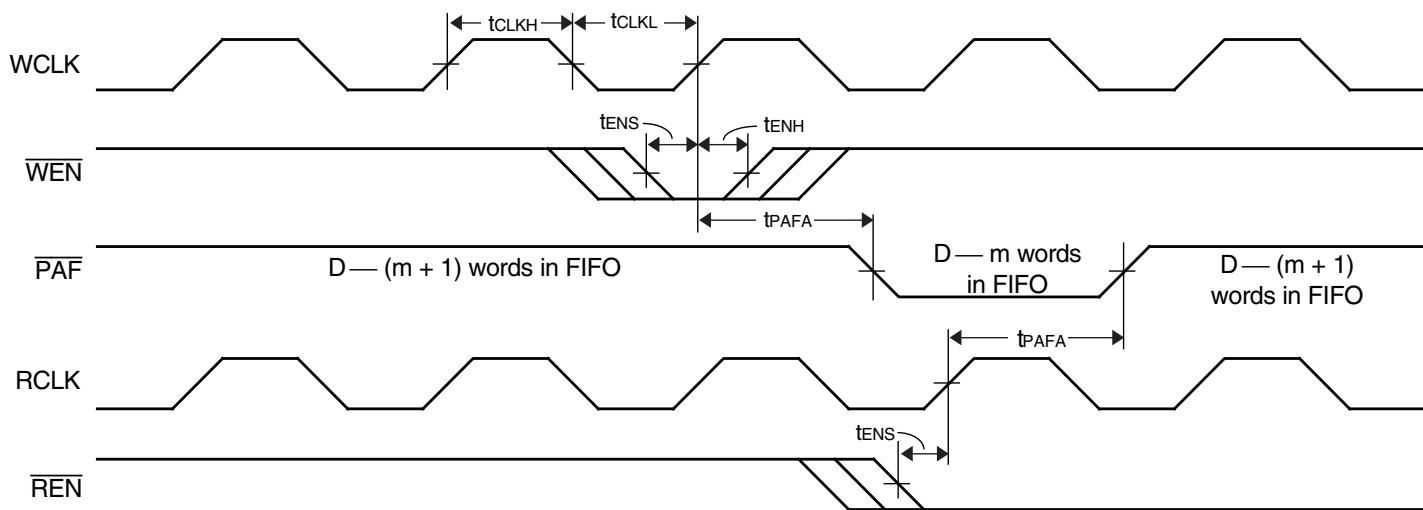 tCLKH
tCLKL
WCLK
tENS
tENH
WEN
tPAFA
PAF
D — (m + 1) words in FIFO
D — m words
in FIFO
D — (m + 1)
words in FIFO
tPAFA
RCLK
tENS
REN